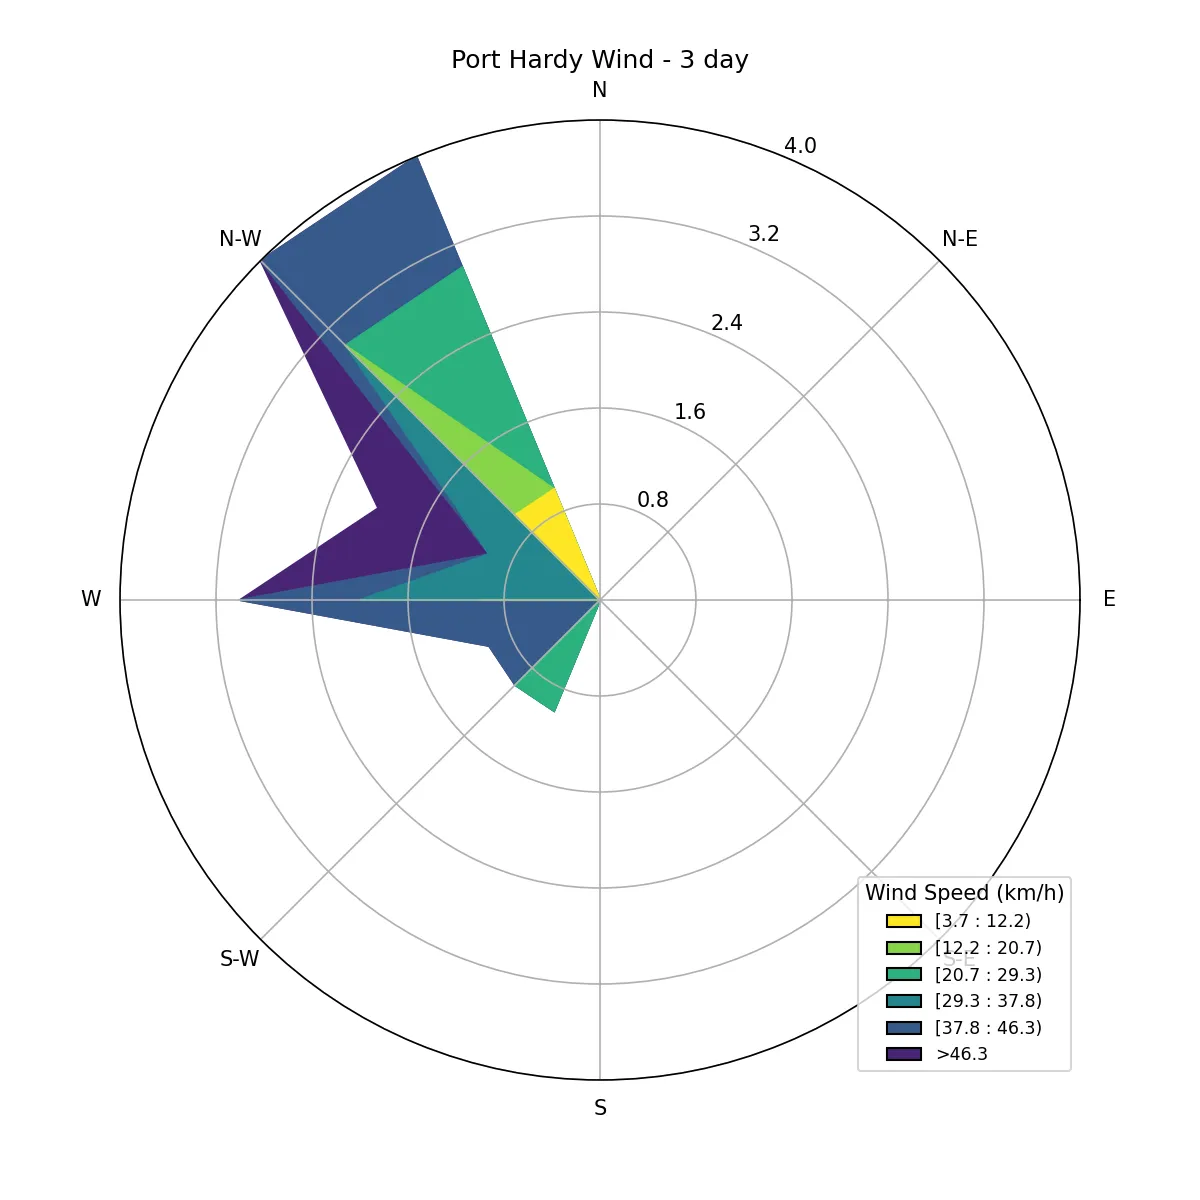 Port Hardy Wind - 3 day
N
4.0
3.2
N-W
N-E
2.4
1.6
0.8
W
E
Wind Speed (km/h)
[3.7 : 12.2)
[12.2 : 20.7)
S-W
S-E
[20.7 : 29.3)
[29.3 : 37.8)
[37.8 : 46.3)
>46.3
S